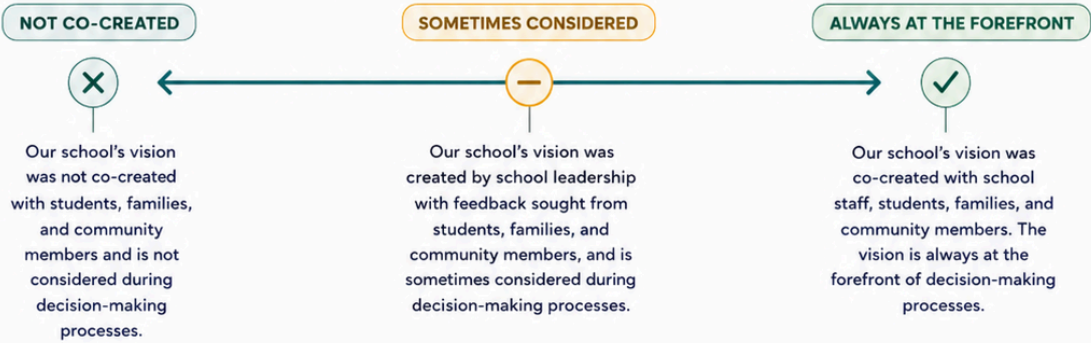 NOT CO-CREATED
SOMETIMES CONSIDERED
ALWAYS AT THE FOREFRONT
Our school's vision
was not co-created
with students, families,
and community
members and is not
considered during
decision-making
processes.
Our school's vision was
created by school leadership
with feedback sought from
students, families, and
community members, and is
sometimes considered during
decision-making processes.
Our school's vision was
co-created with school
staff, students, families, and
community members. The
vision is always at the
forefront of decision-making
processes.